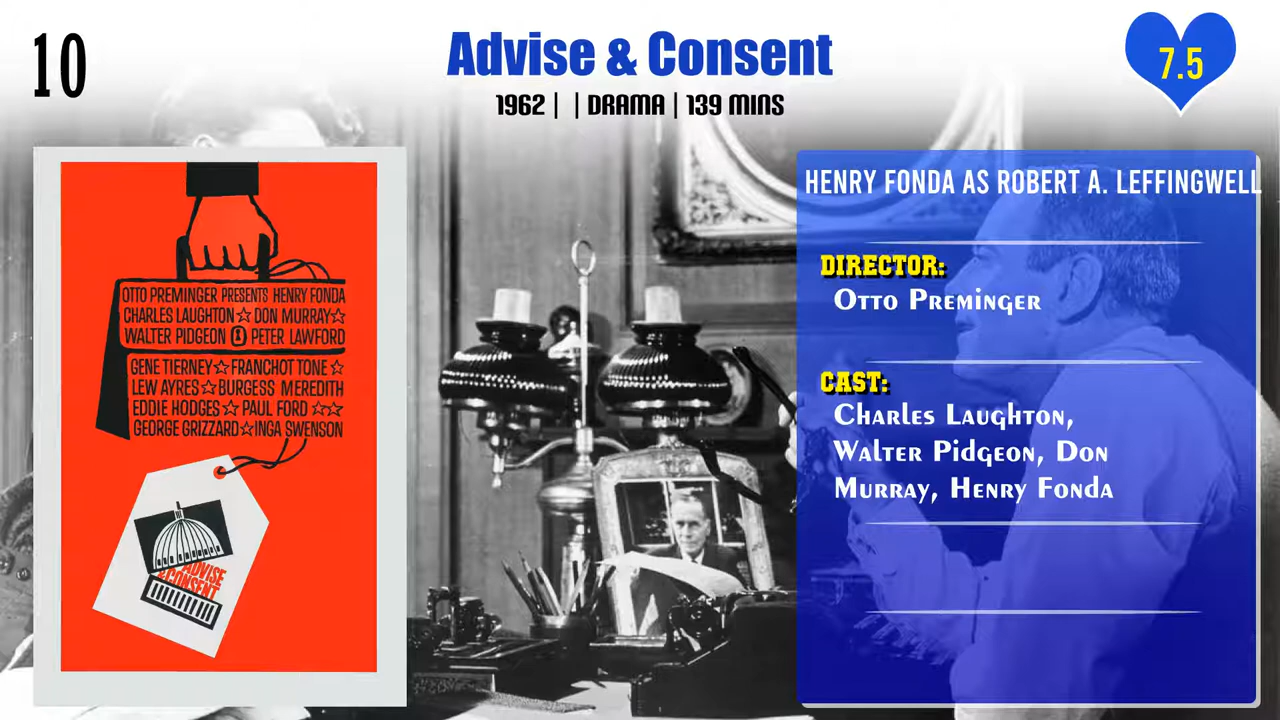 10
Advise & Consent
7.5
1962 | | DRAMA | 139 MINS
OTTO PREMINGER PRESENTS HENRY FONDA
CHARLES LAUGHTON☆ DON MURRAY☆
WALTER PIDGEON & PETER LAWFORD
GENE TIERNEY☆FRANCHOT TONE ☆
LEW AYRES☆BURGESS MEREDITH
EDDIE HODGES☆ PAUL FORD ☆☆
GEORGE GRIZZARD☆INGA SWENSON
ADVISE
&CONSENT
HENRY FONDA AS ROBERT A. LEFFINGWELL
DIRECTOR:
Otto Preminger
CAST:
Charles Laughton,
Walter Pidgeon, Don
Murray, Henry Fonda